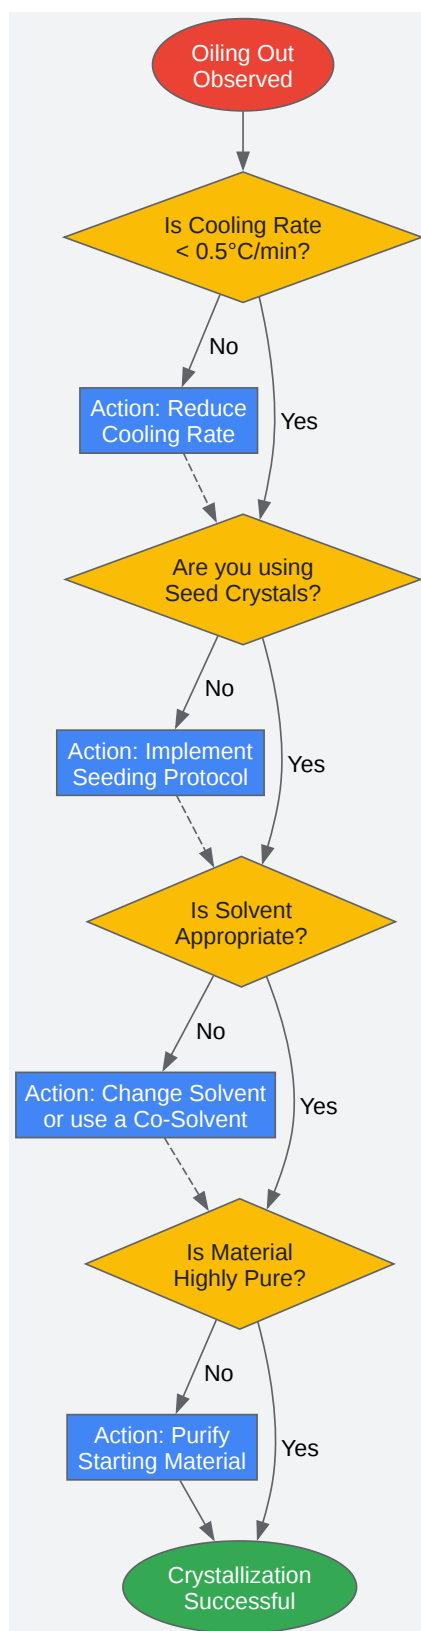 Oiling Out
Observed
Is Cooling Rate
< 0.5°C/min?
No
Action: Reduce
Cooling Rate
Yes
Are you using
Seed Crystals?
No
Action: Implement
Seeding Protocol
Yes
Is Solvent
Appropriate?
No
Action: Change Solvent
or use a Co-Solvent
Yes
Is Material
Highly Pure?
No
Action: Purify
Starting Material
Yes
Crystallization
Successful